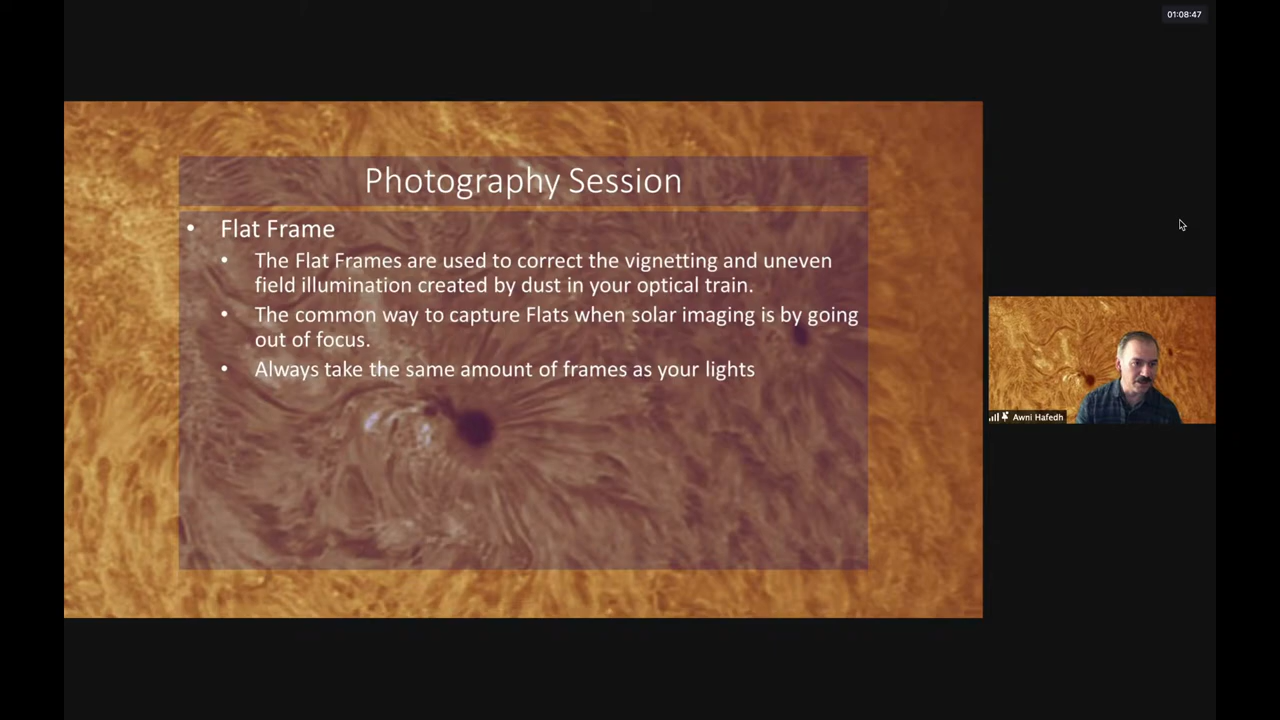 01:08:47
Photography Session
• Flat Frame
• The Flat Frames are used to correct the vignetting and uneven
field illumination created by dust in your optical train.
• The common way to capture Flats when solar imaging is by going
out of focus.
• Always take the same amount of frames as your lights
Awni Hafedh